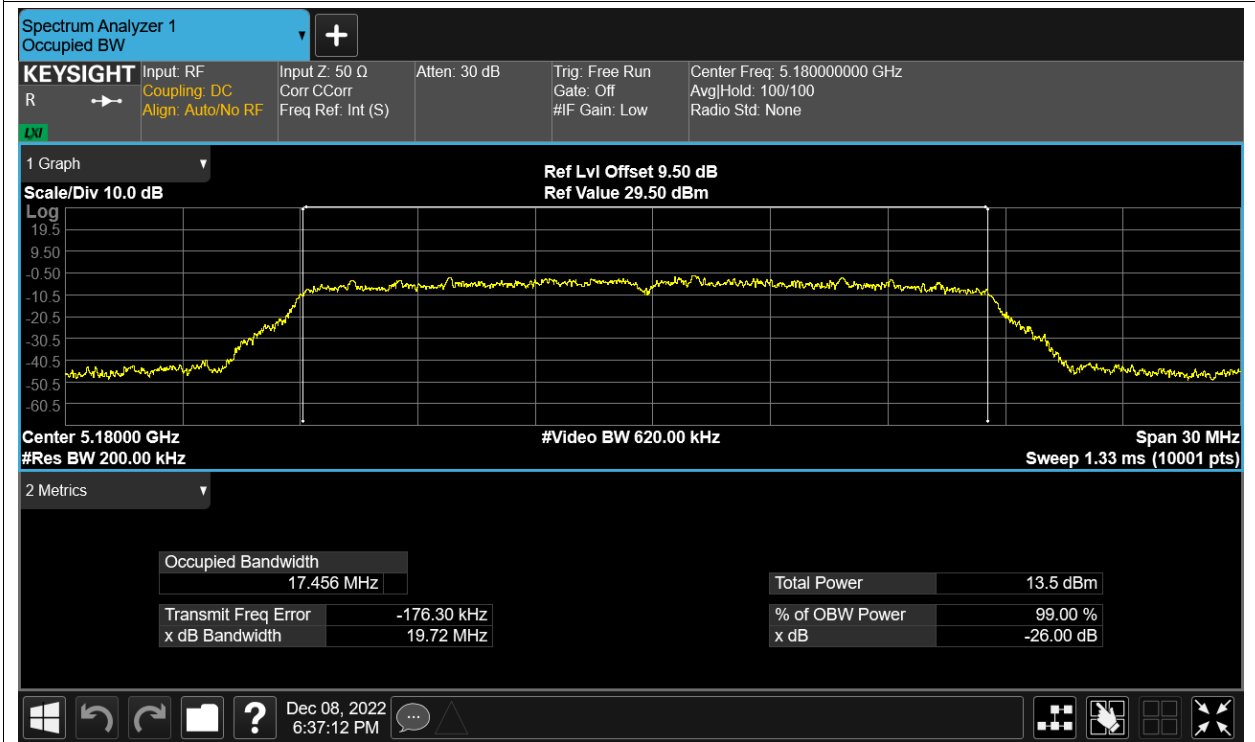 Spectrum Analyzer 1
Occupied BW
KEYSIGHT
R
LXI
Input: RF
Coupling: DC
Align: Auto/No RF
Input Z: 50 Ω
Corr CCorr
Freq Ref: Int (S)
Atten: 30 dB
Trig: Free Run
Gate: Off
#IF Gain: Low
Center Freq: 5.180000000 GHz
Avg|Hold: 100/100
Radio Std: None
1 Graph
Scale/Div 10.0 dB
Ref Lvl Offset 9.50 dB
Ref Value 29.50 dBm
Log
19.5
9.50
-0.50
-10.5
-20.5
-30.5
-40.5
-50.5
-60.5
Center 5.18000 GHz
#Video BW 620.00 kHz
Span 30 MHz
#Res BW 200.00 kHz
Sweep 1.33 ms (10001 pts)
2 Metrics
Occupied Bandwidth
17.456 MHz
Total Power 13.5 dBm
Transmit Freq Error -176.30 kHz
% of OBW Power 99.00 %
x dB Bandwidth 19.72 MHz
x dB -26.00 dB
?
Dec 08, 2022
6:37:12 PM